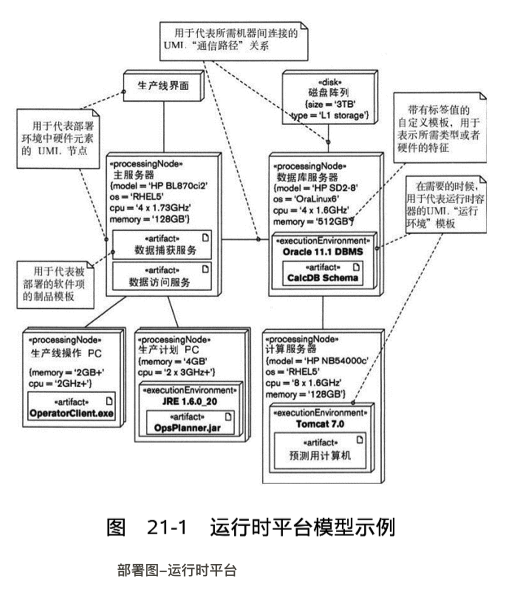 用于代表所需机器间连接的
UML “通信路径” 关系
生产线界面
«disk»
磁盘阵列
{size = '3TB'
type = 'L1 storage'}
带有标签值的
自定义模板，用于
表示所需类型或者
硬件的特征
用于代表部署
环境中硬件元素
的 UML 节点
«processingNode»
主服务器
{model = 'HP BL870ci2'
os = 'RHEL5'
cpu = '4 x 1.73GHz'
memory = '128GB'}
«artifact»
数据捕获服务
«artifact»
数据访问服务
«processingNode»
数据库服务器
{model = 'HP SD2-8'
os = 'OraLinux6'
cpu = '4 x 1.6GHz'
memory = '512GB'}
«executionEnvironment»
Oracle 11.1 DBMS
«artifact»
CalcDB Schema
在需要的时候，
用于代表运行时容
器的UML “运行
环境” 模板
用于代表被
部署的软件项
的制品模板
«processingNode»
生产线操作 PC
{memory = '2GB+'
cpu = '2GHz+'}
«artifact»
OperatorClient.exe
«processingNode»
生产计划 PC
{memory = '4GB'
cpu = '2 x 3GHz+'}
«executionEnvironment»
JRE 1.6.0_20
«artifact»
OpsPlanner.jar
«processingNode»
计算服务器
{model = 'HP NB54000c'
os = 'RHEL5'
cpu = '8 x 1.6GHz'
memory = '128GB'}
«executionEnvironment»
Tomcat 7.0
«artifact»
预测用计算机
图 21-1 运行时平台模型示例
部署图–运行时平台